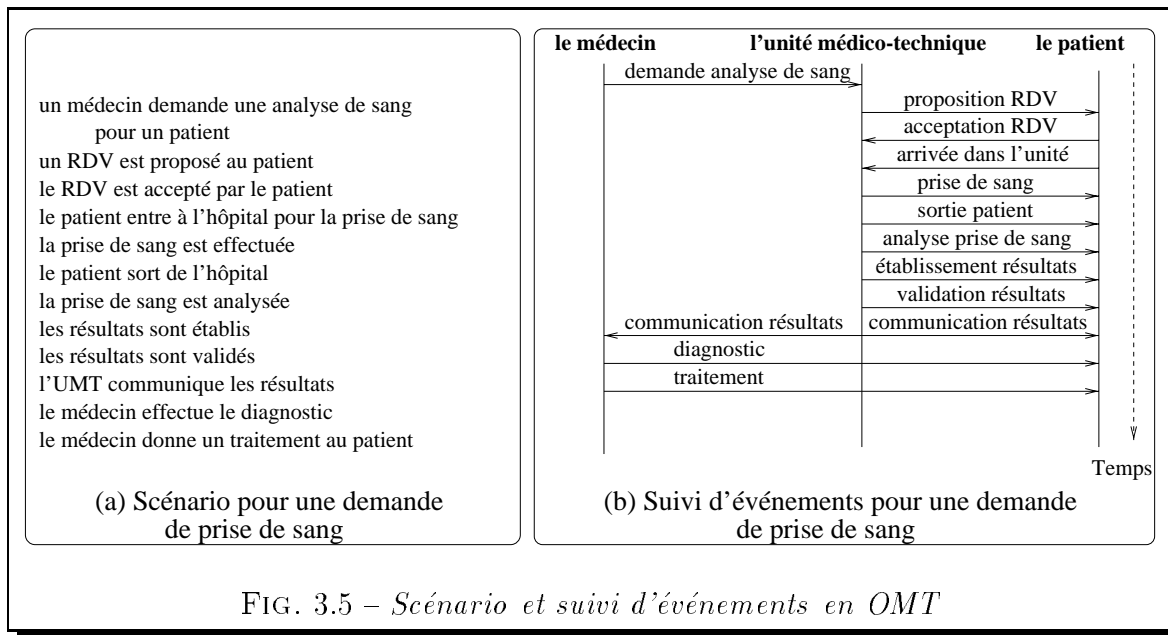 un médecin demande une analyse de sang
pour un patient
un RDV est proposé au patient
le RDV est accepté par le patient
le patient entre à l'hôpital pour la prise de sang
la prise de sang est effectuée
le patient sort de l'hôpital
la prise de sang est analysée
les résultats sont établis
les résultats sont validés
l'UMT communique les résultats
le médecin effectue le diagnostic
le médecin donne un traitement au patient
(a) Scénario pour une demande
de prise de sang
le médecin l'unité médico-technique le patient
demande analyse de sang
proposition RDV
acceptation RDV
arrivée dans l'unité
prise de sang
sortie patient
analyse prise de sang
établissement résultats
validation résultats
communication résultats communication résultats
diagnostic
traitement
Temps
(b) Suivi d'événements pour une demande
de prise de sang
FIG. 3.5 – Scénario et suivi d'événements en OMT